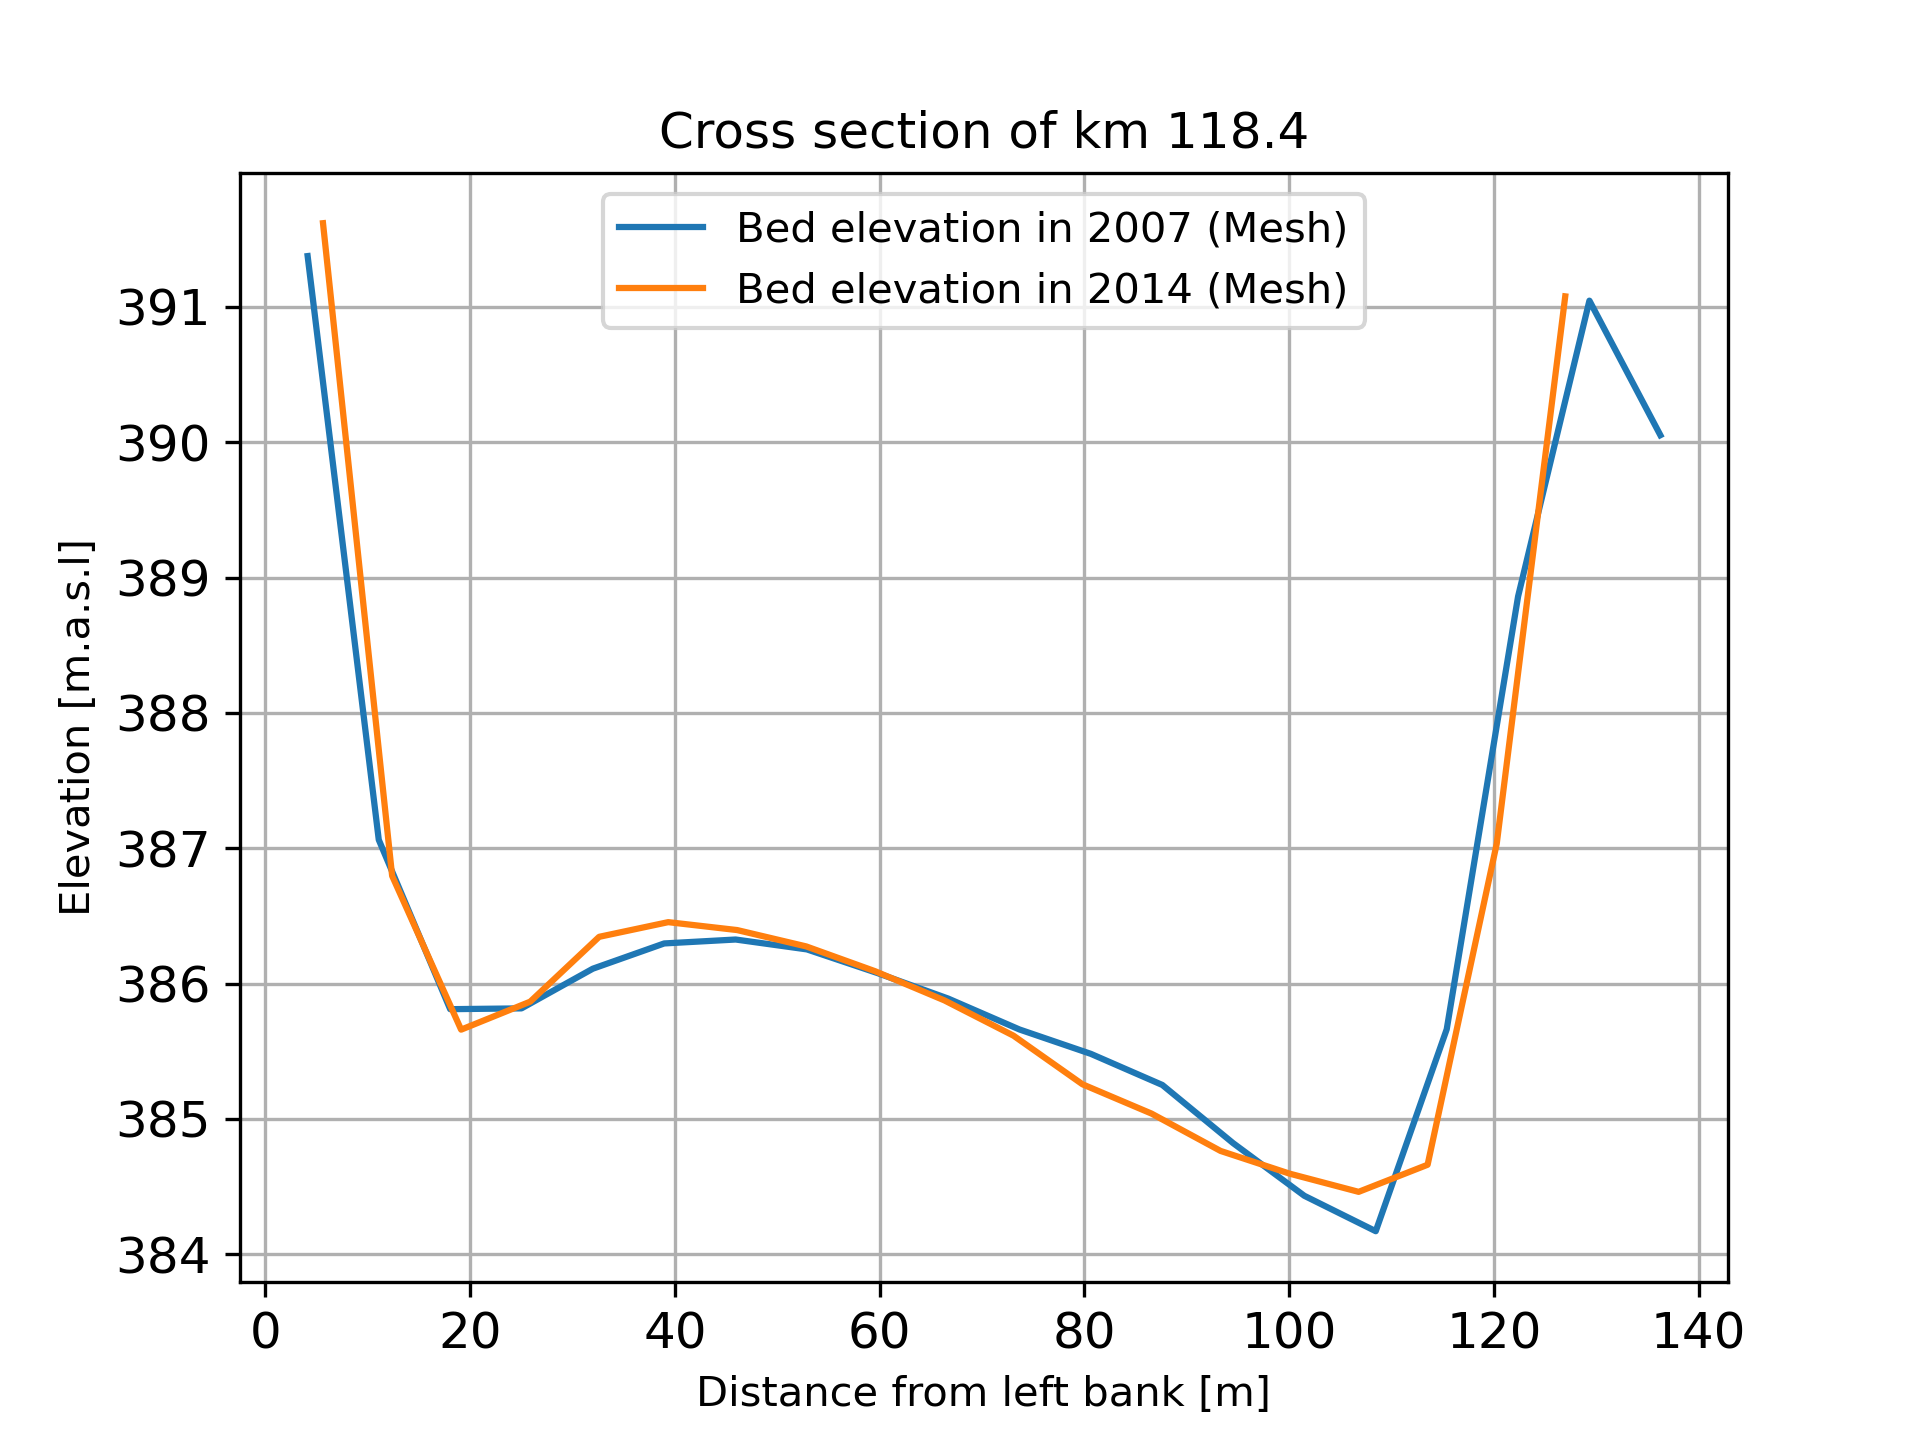 Cross section of km 118.4
Bed elevation in 2007 (Mesh)
Bed elevation in 2014 (Mesh)
Elevation [m.a.s.l]
391
390
389
388
387
386
385
384
0 20 40 60 80 100 120 140
Distance from left bank [m]